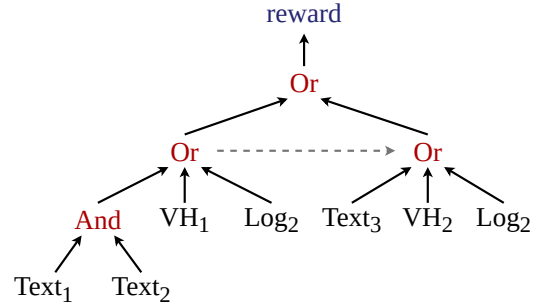 reward
Or
Or Or
And VH₁ Log₂ Text₃ VH₂ Log₂
Text₁ Text₂